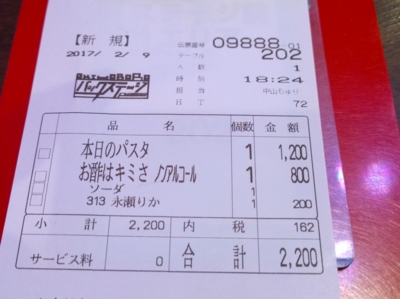 【新 規】 伝票番号 09888 01
2017/ 2/ 9 テーブル 202
人 数 1
時 刻 18:24
バックステージ 担 当 中山ちゅり
72
品 名 個数 金 額
本日のパスタ 1 1,200
お酢はキミさ ノンアルコール 1 800
ソーダ 1
313 永瀬りか 1 200
小 計 2,200 内 税 162
サービス料 0 合 計 2,200